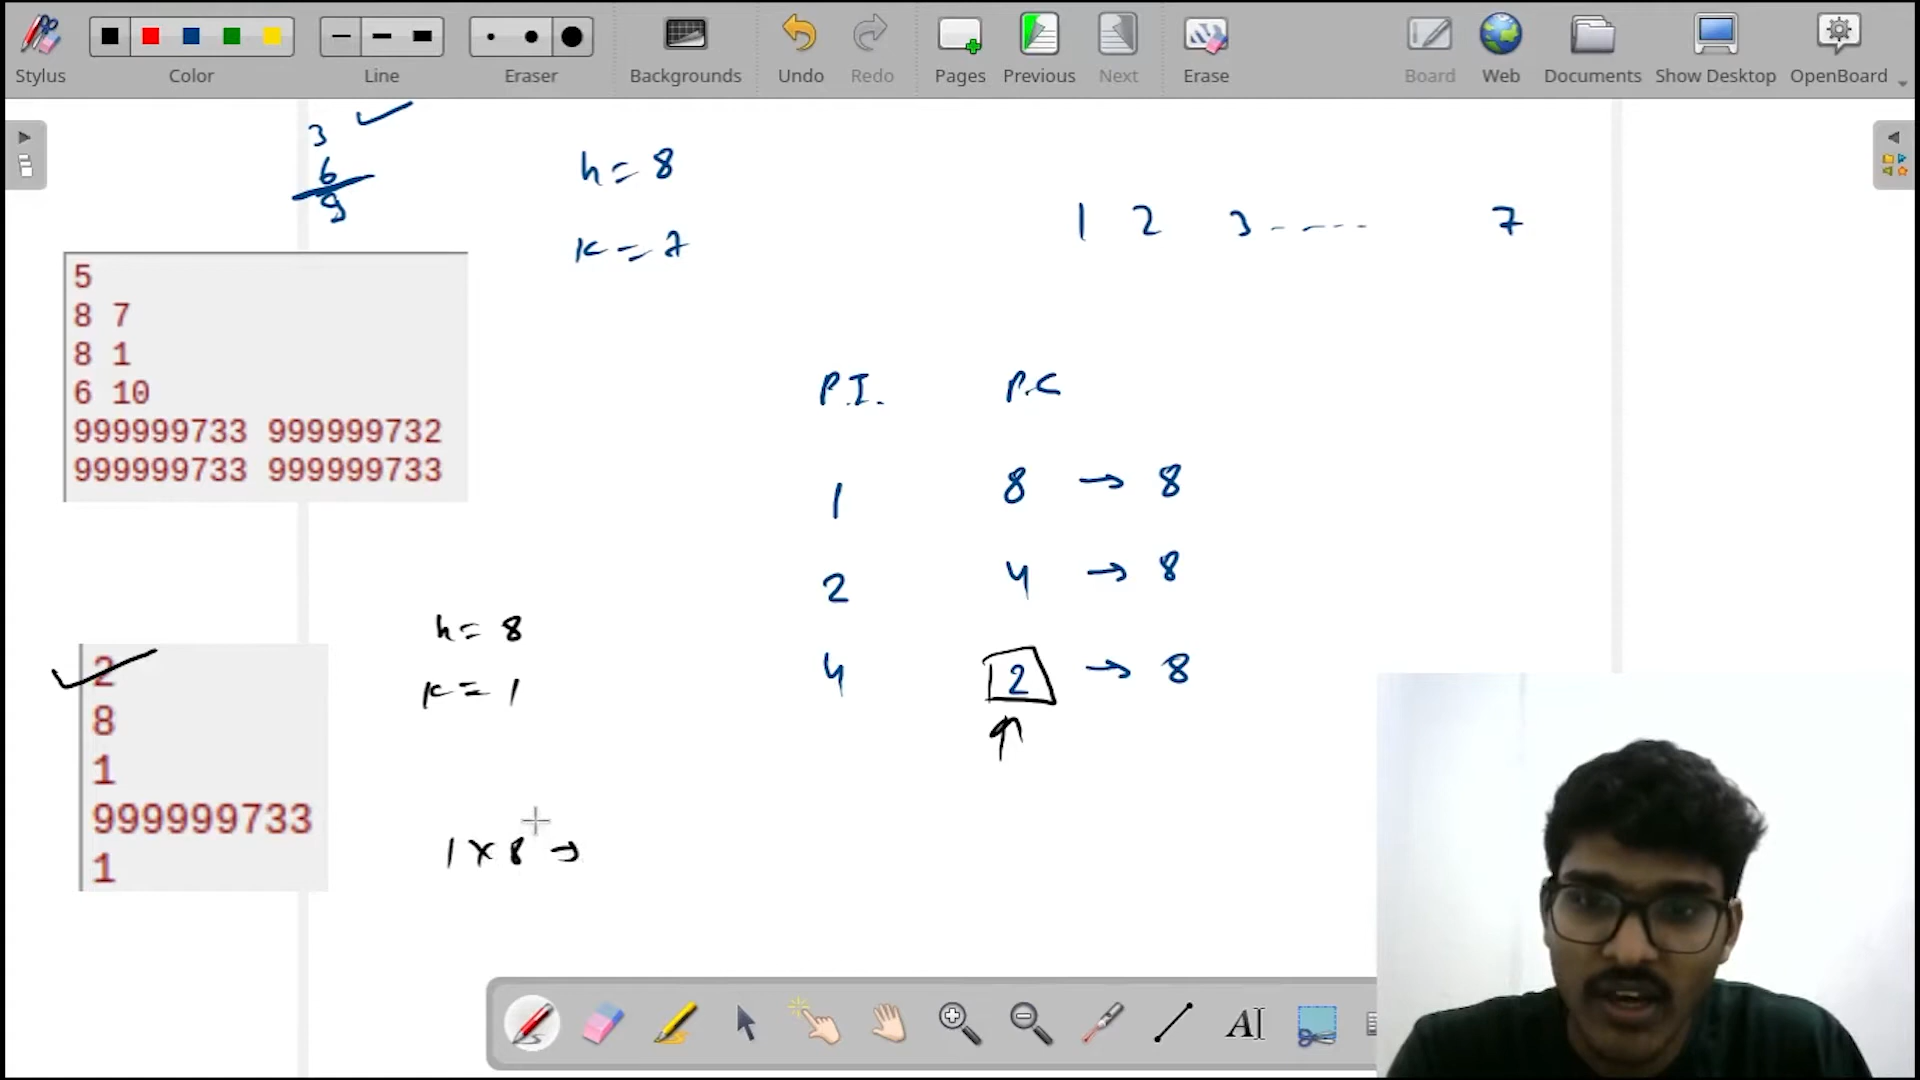 Stylus Color Line Eraser Backgrounds Undo Redo Pages Previous Next Erase Board Web Documents Show Desktop OpenBoard
3
6
9
n = 8
k = 7
1 2 3 ----- 7
5
8 7
8 1
6 10
999999733 999999732
999999733 999999733
P.I. P.C
1 8 → 8
2 4 → 8
4 2 → 8
n = 8
k = 1
2
8
1
999999733
1
1 x 8 →
AI